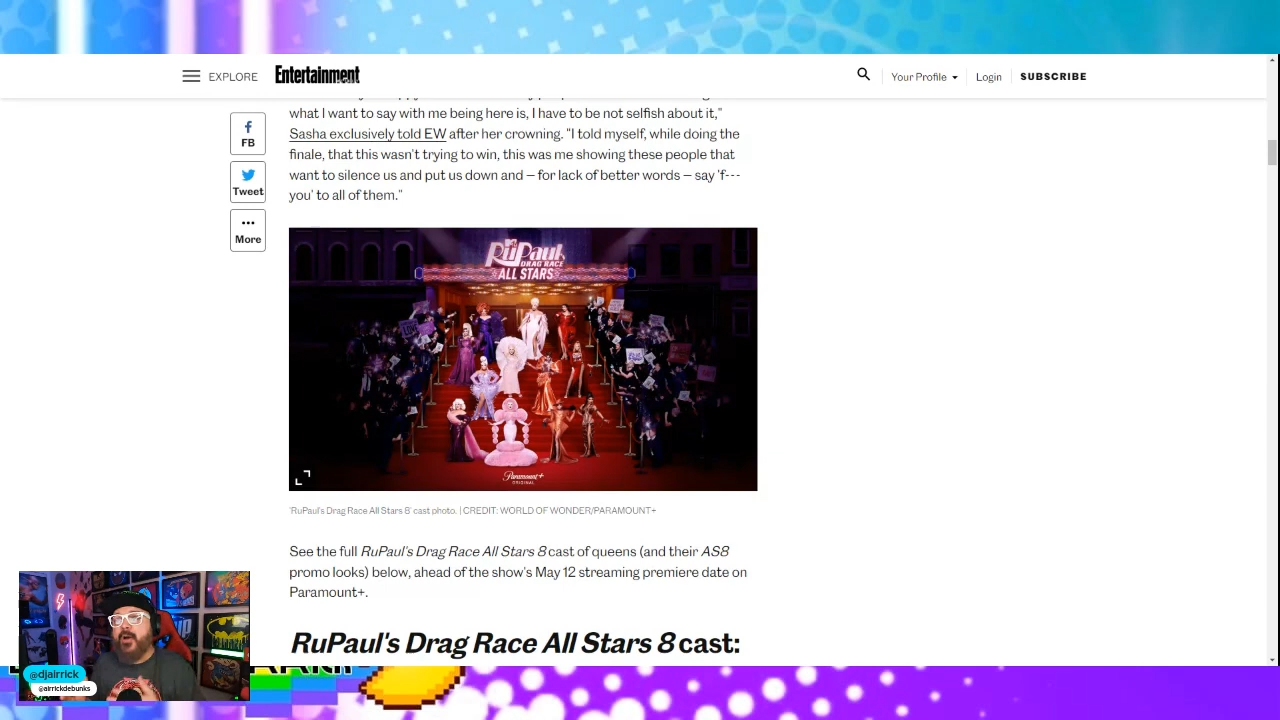 EXPLORE
Entertainment
Your Profile
Login
SUBSCRIBE
what I want to say with me being here is, I have to be not selfish about it,"
Sasha exclusively told EW after her crowning. "I told myself, while doing the
finale, that this wasn't trying to win, this was me showing these people that
want to silence us and put us down and – for lack of better words – say 'f---
you' to all of them."
FB
Tweet
More
RuPaul's
DRAG RACE
ALL STARS
Paramount+
ORIGINAL
'RuPaul's Drag Race All Stars 8' cast photo. | CREDIT: WORLD OF WONDER/PARAMOUNT+
See the full RuPaul's Drag Race All Stars 8 cast of queens (and their AS8
promo looks) below, ahead of the show's May 12 streaming premiere date on
Paramount+.
RuPaul's Drag Race All Stars 8 cast:
@djairrick
@airrickdebunks